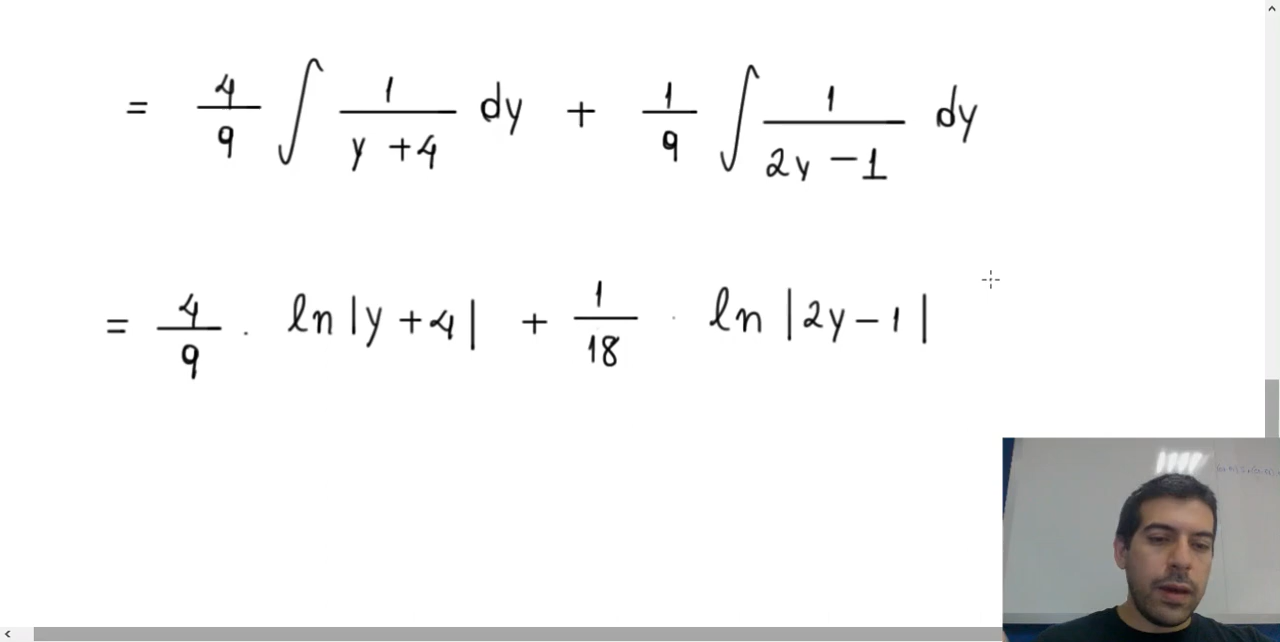 = 4/9 ∫ 1/(y + 4) dy + 1/9 ∫ 1/(2y − 1) dy
= 4/9 · ln |y + 4| + 1/18 · ln |2y − 1|